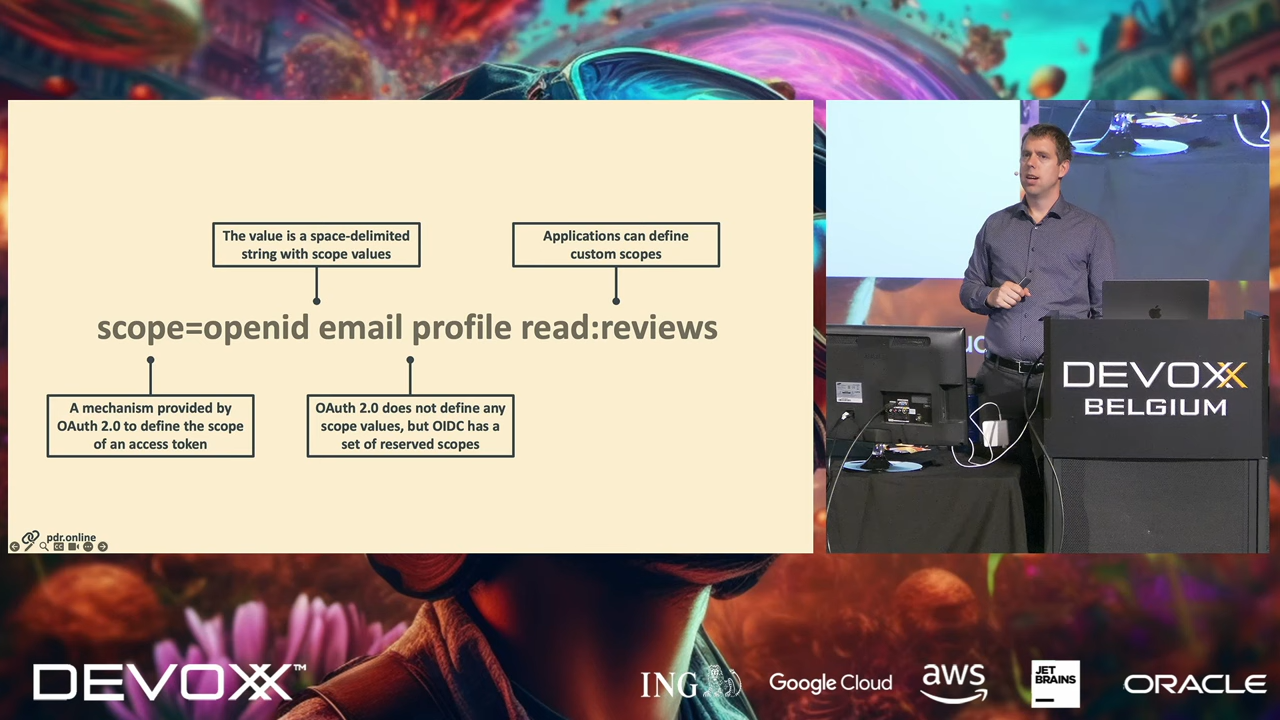 The value is a space-delimited
string with scope values
Applications can define
custom scopes
scope=openid email profile read:reviews
A mechanism provided by
OAuth 2.0 to define the scope
of an access token
OAuth 2.0 does not define any
scope values, but OIDC has a
set of reserved scopes
pdr.online
DEVOXX
BELGIUM
DEVOXX™
ING
Google Cloud
aws
JET
BRAINS
ORACLE